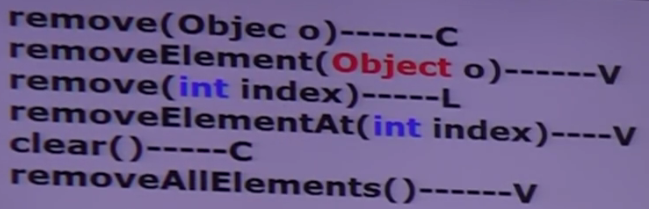 remove(Objec o)------C
removeElement(Object o)------V
remove(int index)-----L
removeElementAt(int index)----V
clear()-----C
removeAllElements()------V